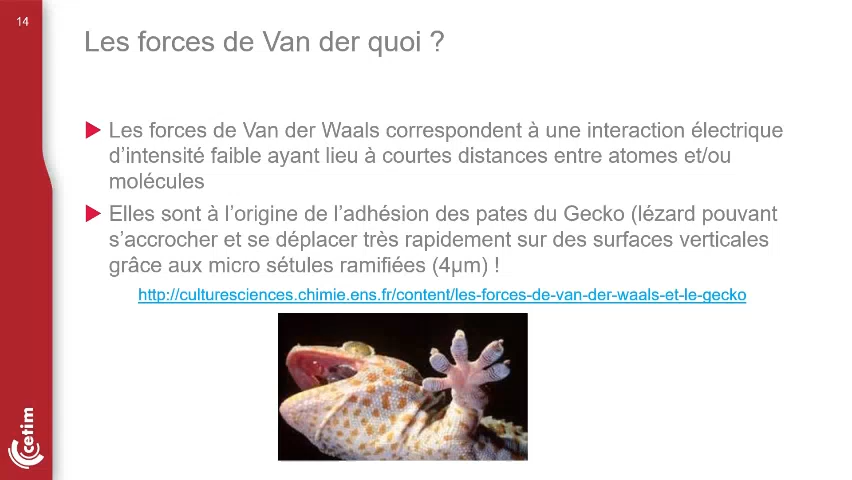 14
Les forces de Van der quoi ?
Les forces de Van der Waals correspondent à une interaction électrique
d'intensité faible ayant lieu à courtes distances entre atomes et/ou
molécules
Elles sont à l'origine de l'adhésion des pates du Gecko (lézard pouvant
s'accrocher et se déplacer très rapidement sur des surfaces verticales
grâce aux micro sétules ramifiées (4µm) !
http://culturesciences.chimie.ens.fr/content/les-forces-de-van-der-waals-et-le-gecko
cetim